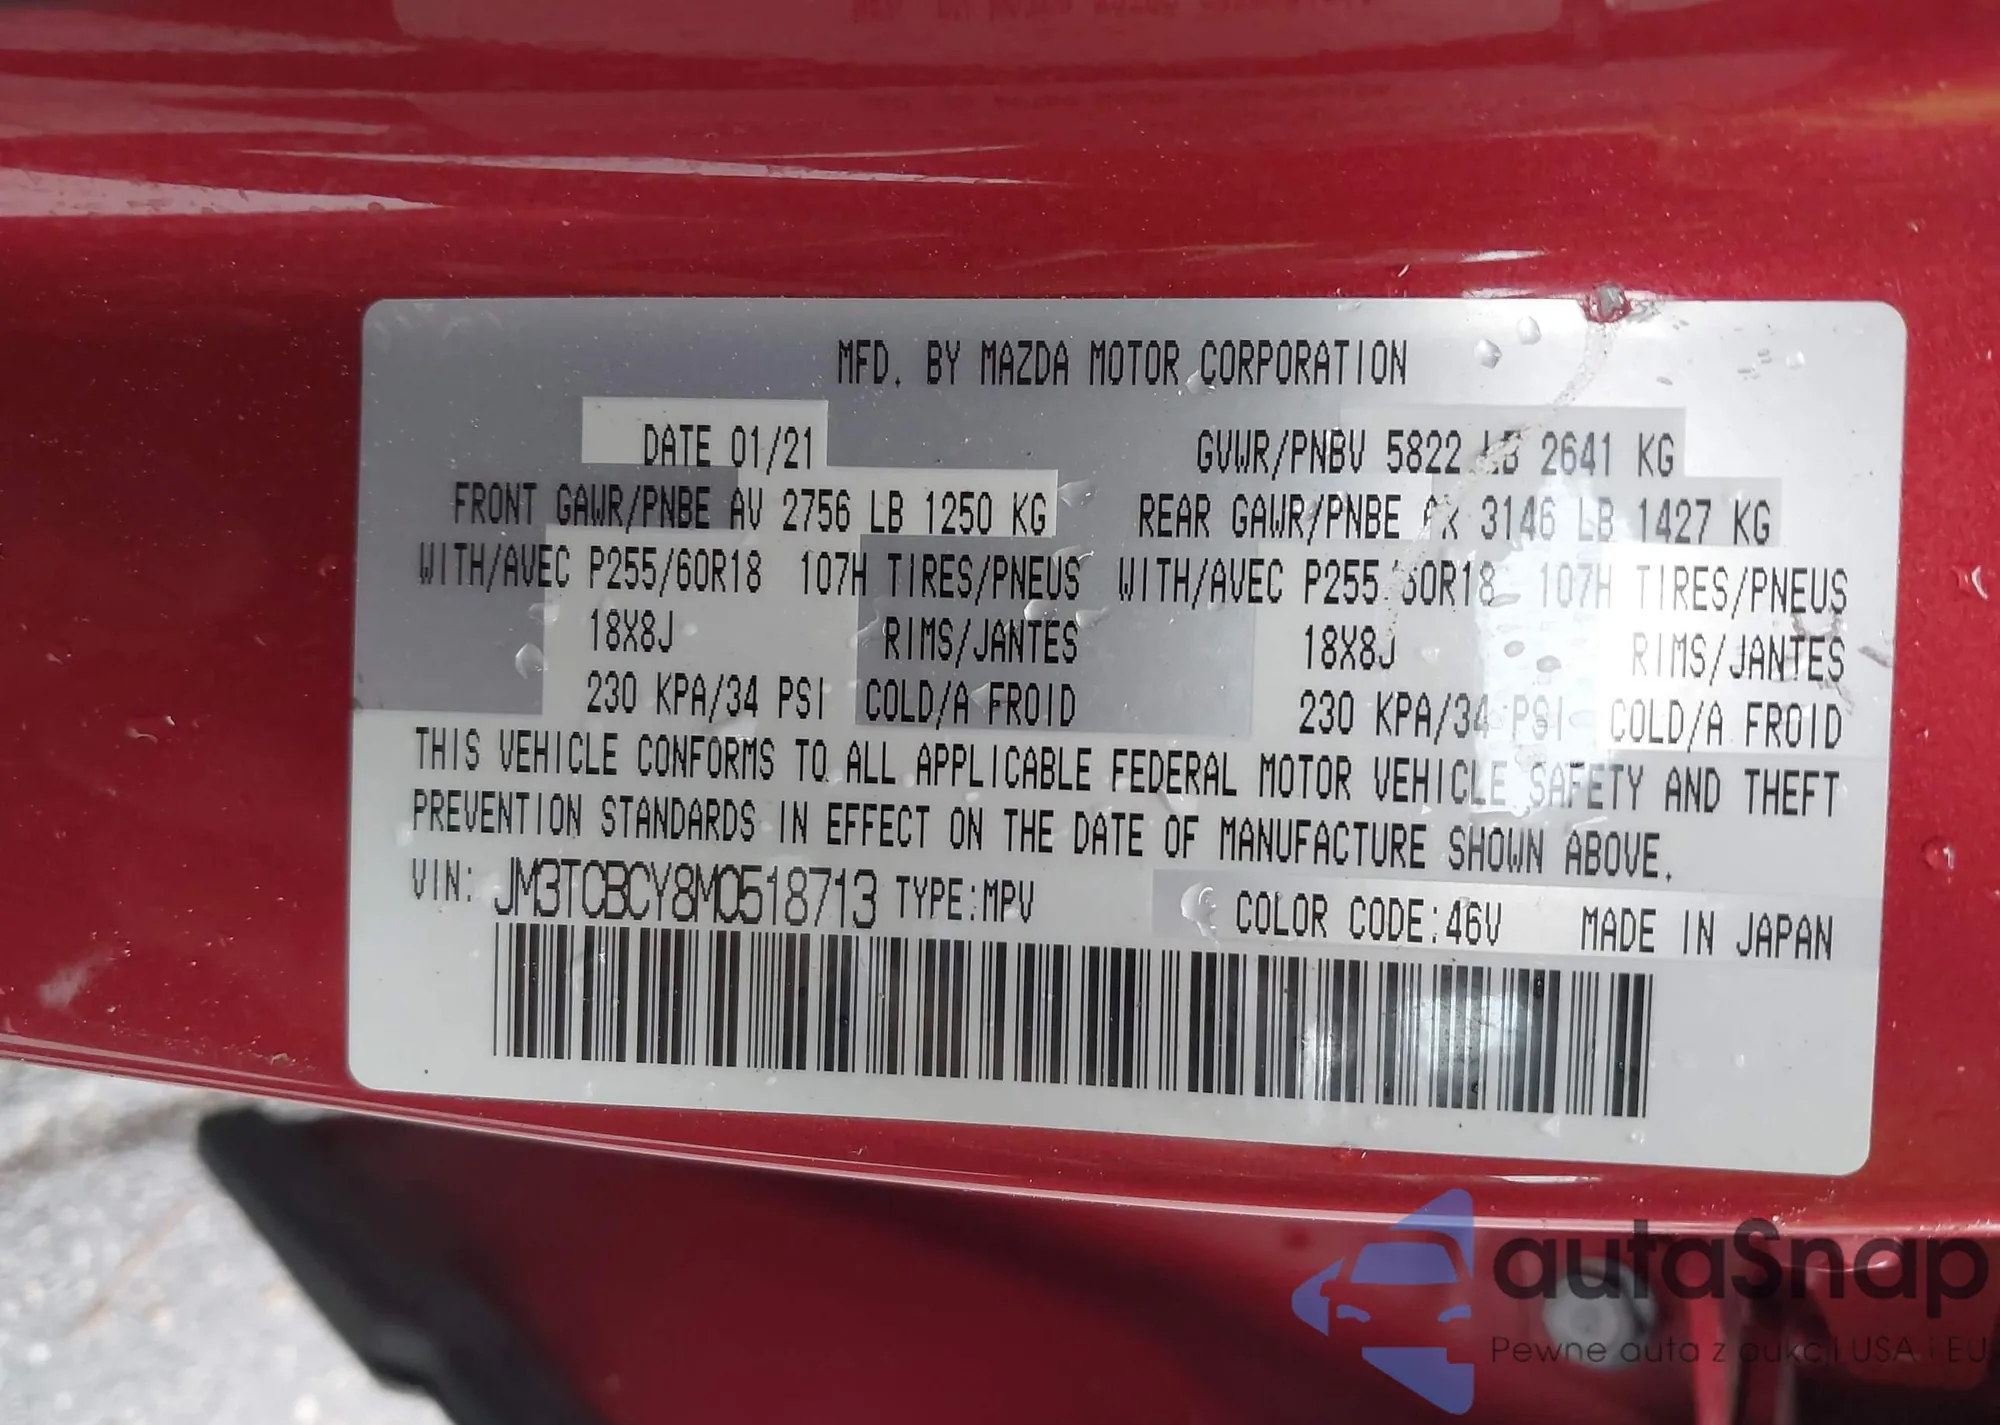 MFD. BY MAZDA MOTOR CORPORATION
DATE 01/21 GVWR/PNBV 5822 LB 2641 KG
FRONT GAWR/PNBE AV 2756 LB 1250 KG REAR GAWR/PNBE 3146 LB 1427 KG
WITH/AVEC P255/60R18 107H TIRES/PNEUS WITH/AVEC P255/60R18 107H TIRES/PNEUS
18X8J RIMS/JANTES 18X8J RIMS/JANTES
230 KPA/34 PSI COLD/A FROID 230 KPA/34 PSI COLD/A FROID
THIS VEHICLE CONFORMS TO ALL APPLICABLE FEDERAL MOTOR VEHICLE SAFETY AND THEFT
PREVENTION STANDARDS IN EFFECT ON THE DATE OF MANUFACTURE SHOWN ABOVE.
VIN: JM3TCBCY8M0518713 TYPE:MPV COLOR CODE:46V MADE IN JAPAN
autaSnap
Pewne auta z aukcji USA i EU